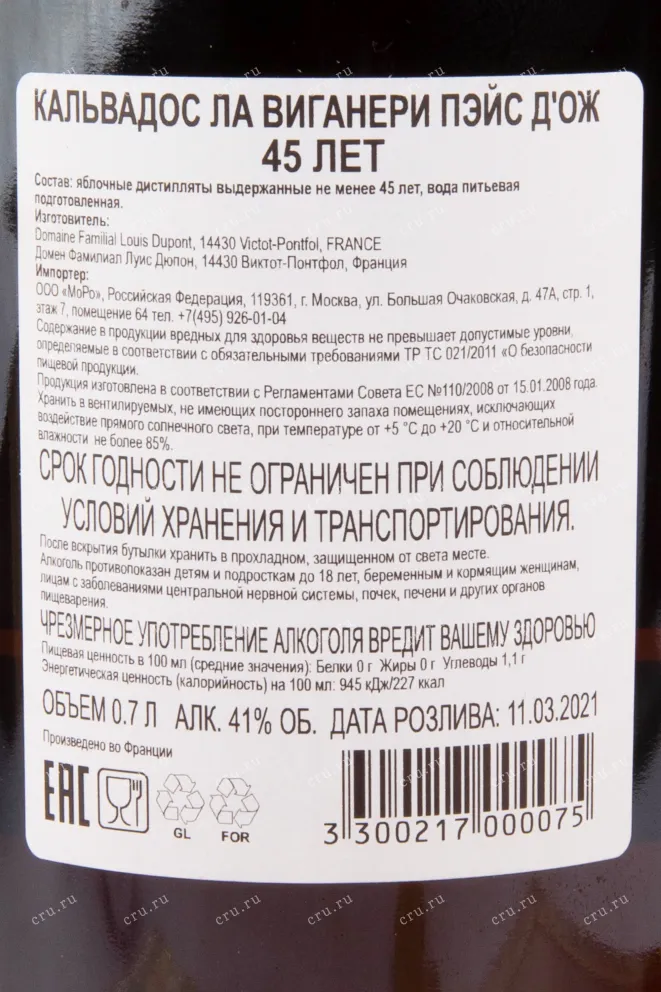 КАЛЬВАДОС ЛА ВИГАНЕРИ ПЭЙС Д'ОЖ
45 ЛЕТ
Состав: яблочные дистилляты выдержанные не менее 45 лет, вода питьевая
подготовленная.
Изготовитель:
Domaine Familial Louis Dupont, 14430 Victot-Pontfol, FRANCE
Домен Фамилиал Луис Дюпон, 14430 Виктот-Понтфол, Франция
Импортер:
ООО «МоРо», Российская Федерация, 119361, г. Москва, ул. Большая Очаковская, д. 47А, стр. 1,
этаж 7, помещение 64 тел. +7(495) 926-01-04
Содержание в продукции вредных для здоровья веществ не превышает допустимые уровни,
определяемые в соответствии с обязательными требованиями ТР ТС 021/2011 «О безопасности
пищевой продукции.
Продукция изготовлена в соответствии с Регламентами Совета ЕС №110/2008 от 15.01.2008 года.
Хранить в вентилируемых, не имеющих постороннего запаха помещениях, исключающих
воздействие прямого солнечного света, при температуре от +5 °С до +20 °С и относительной
влажности не более 85%.
СРОК ГОДНОСТИ НЕ ОГРАНИЧЕН ПРИ СОБЛЮДЕНИИ
УСЛОВИЙ ХРАНЕНИЯ И ТРАНСПОРТИРОВАНИЯ.
После вскрытия бутылки хранить в прохладном, защищенном от света месте.
Алкоголь противопоказан детям и подросткам до 18 лет, беременным и кормящим женщинам,
лицам с заболеваниями центральной нервной системы, почек, печени и других органов
пищеварения.
ЧРЕЗМЕРНОЕ УПОТРЕБЛЕНИЕ АЛКОГОЛЯ ВРЕДИТ ВАШЕМУ ЗДОРОВЬЮ
Пищевая ценность в 100 мл (средние значения): Белки 0 г Жиры 0 г Углеводы 1,1 г
Энергетическая ценность (калорийность) на 100 мл: 945 кДж/227 ккал
ОБЪЕМ 0.7 Л АЛК. 41% ОБ. ДАТА РОЗЛИВА: 11.03.2021
Произведено во Франции
EAC
GL FOR
3 300217 000075
cru.ru